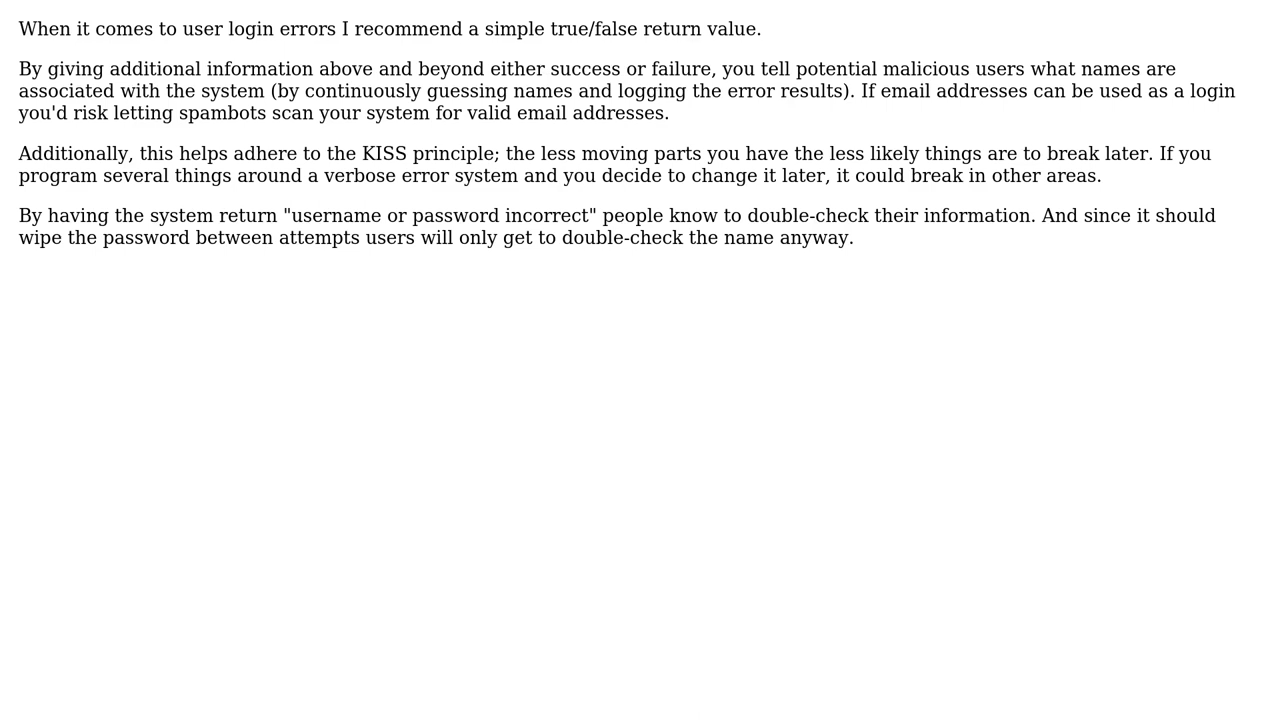 When it comes to user login errors I recommend a simple true/false return value.
By giving additional information above and beyond either success or failure, you tell potential malicious users what names are
associated with the system (by continuously guessing names and logging the error results). If email addresses can be used as a login
you'd risk letting spambots scan your system for valid email addresses.
Additionally, this helps adhere to the KISS principle; the less moving parts you have the less likely things are to break later. If you
program several things around a verbose error system and you decide to change it later, it could break in other areas.
By having the system return "username or password incorrect" people know to double-check their information. And since it should
wipe the password between attempts users will only get to double-check the name anyway.